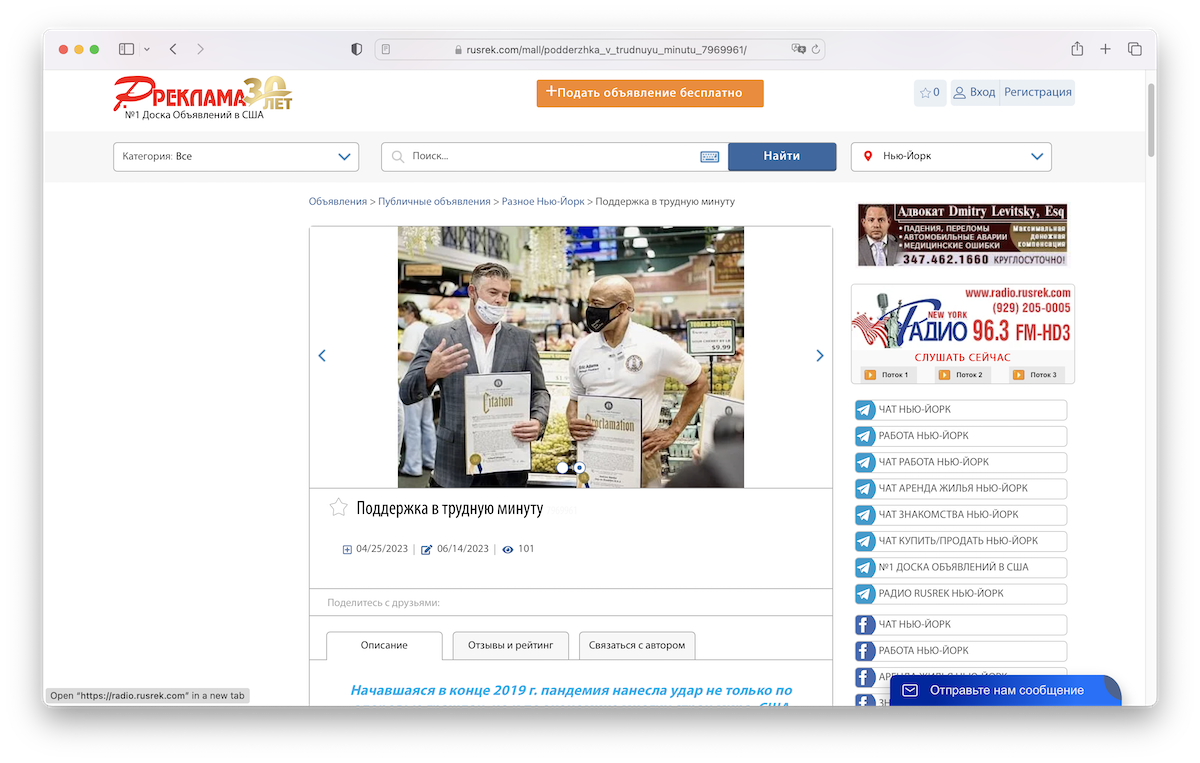 rusrek.com/mall/podderzhka_v_trudnuyu_minutu_7969961/
РЕКЛАМА 30 ЛЕТ
№1 Доска Объявлений в США
+Подать объявление бесплатно
0
Вход
Регистрация
Категория: Все
Поиск...
Найти
Нью-Йорк
Объявления > Публичные объявления > Разное Нью-Йорк > Поддержка в трудную минуту
Адвокат Dmitry Levitsky, Esq
• ПАДЕНИЯ, ПЕРЕЛОМЫ
• АВТОМОБИЛЬНЫЕ АВАРИИ
• МЕДИЦИНСКИЕ ОШИБКИ
Максимальная
денежная
компенсация
347.462.1660 КРУГЛОСУТОЧНО!
TODAY'S SPECIAL
$9.99
Eric Adams
Citation
Proclamation
www.radio.rusrek.com
(929) 205-0005
NEW YORK
РАДИО 96.3 FM-HD3
СЛУШАТЬ СЕЙЧАС
Поток 1
Поток 2
Поток 3
ЧАТ НЬЮ-ЙОРК
РАБОТА НЬЮ-ЙОРК
ЧАТ РАБОТА НЬЮ-ЙОРК
ЧАТ АРЕНДА ЖИЛЬЯ НЬЮ-ЙОРК
ЧАТ ЗНАКОМСТВА НЬЮ-ЙОРК
ЧАТ КУПИТЬ/ПРОДАТЬ НЬЮ-ЙОРК
№1 ДОСКА ОБЪЯВЛЕНИЙ В США
РАДИО RUSREK НЬЮ-ЙОРК
ЧАТ НЬЮ-ЙОРК
РАБОТА НЬЮ-ЙОРК
Поддержка в трудную минуту
04/25/2023 | 06/14/2023 | 101
Поделитесь с друзьями:
Описание
Отзывы и рейтинг
Связаться с автором
Начавшаяся в конце 2019 г. пандемия нанесла удар не только по
Отправьте нам сообщение
Open "https://radio.rusrek.com" in a new tab